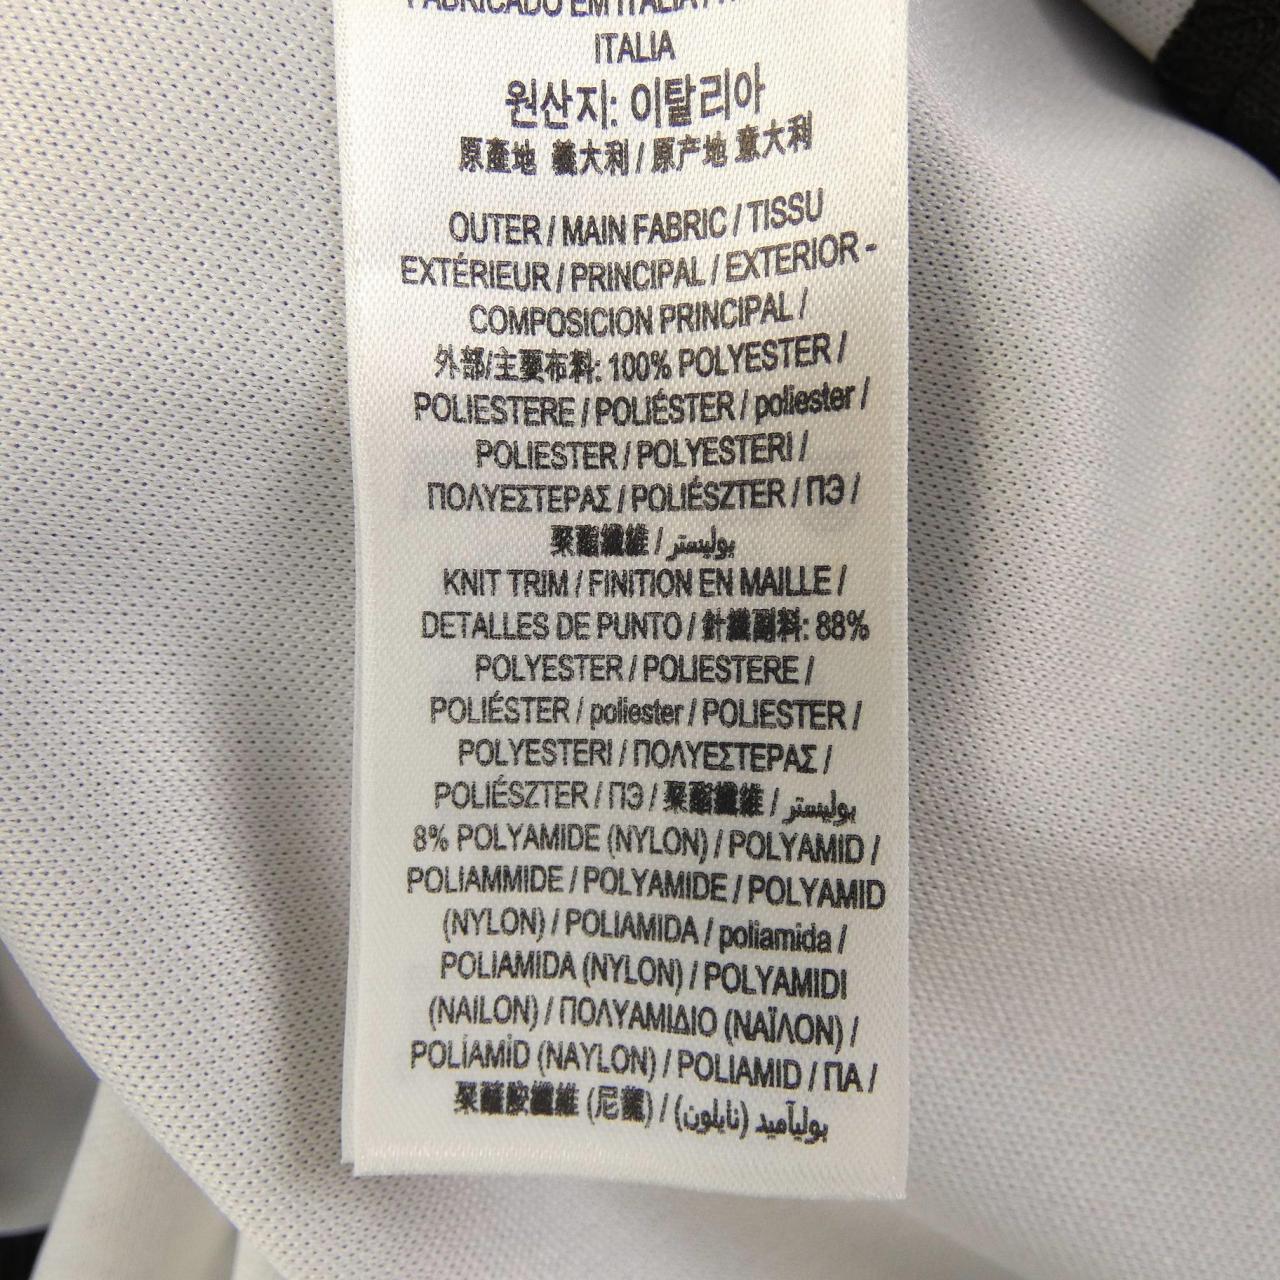 FABRICADO EM ITALIA /
ITALIA
원산지: 이탈리아
原產地 義大利 / 原产地 意大利
OUTER / MAIN FABRIC / TISSU
EXTÉRIEUR / PRINCIPAL / EXTERIOR -
COMPOSICION PRINCIPAL /
外部/主要布料: 100% POLYESTER /
POLIESTERE / POLIÉSTER / poliester /
POLIESTER / POLYESTERI /
ΠΟΛΥΕΣΤΕΡΑΣ / POLIÉSZTER / ПЭ /
聚酯纖維 / بوليستر
KNIT TRIM / FINITION EN MAILLE /
DETALLES DE PUNTO / 針織副料: 88%
POLYESTER / POLIESTERE /
POLIÉSTER / poliester / POLIESTER /
POLYESTERI / ΠΟΛΥΕΣΤΕΡΑΣ /
POLIÉSZTER / ПЭ / 聚酯纖維 / بوليستر
8% POLYAMIDE (NYLON) / POLYAMID /
POLIAMMIDE / POLYAMIDE / POLYAMID
(NYLON) / POLIAMIDA / poliamida /
POLIAMIDA (NYLON) / POLYAMIDI
(NAILON) / ΠΟΛΥΑΜΙΔΙΟ (ΝΑΪΛΟΝ) /
POLİAMİD (NAYLON) / POLIAMID / ПА /
聚醯胺纖維 (尼龍) / بوليآميد (نايلون)